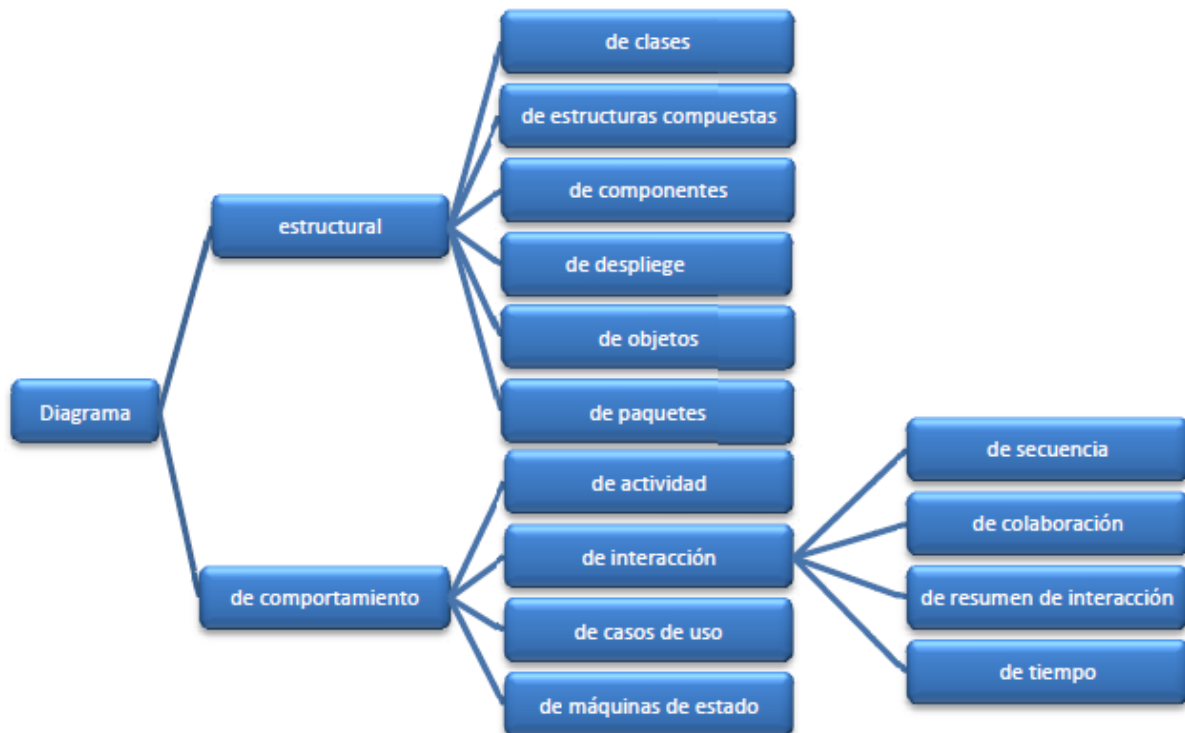 Diagrama
estructural
de clases
de estructuras compuestas
de componentes
de despliege
de objetos
de paquetes
de comportamiento
de actividad
de interacción
de secuencia
de colaboración
de resumen de interacción
de tiempo
de casos de uso
de máquinas de estado